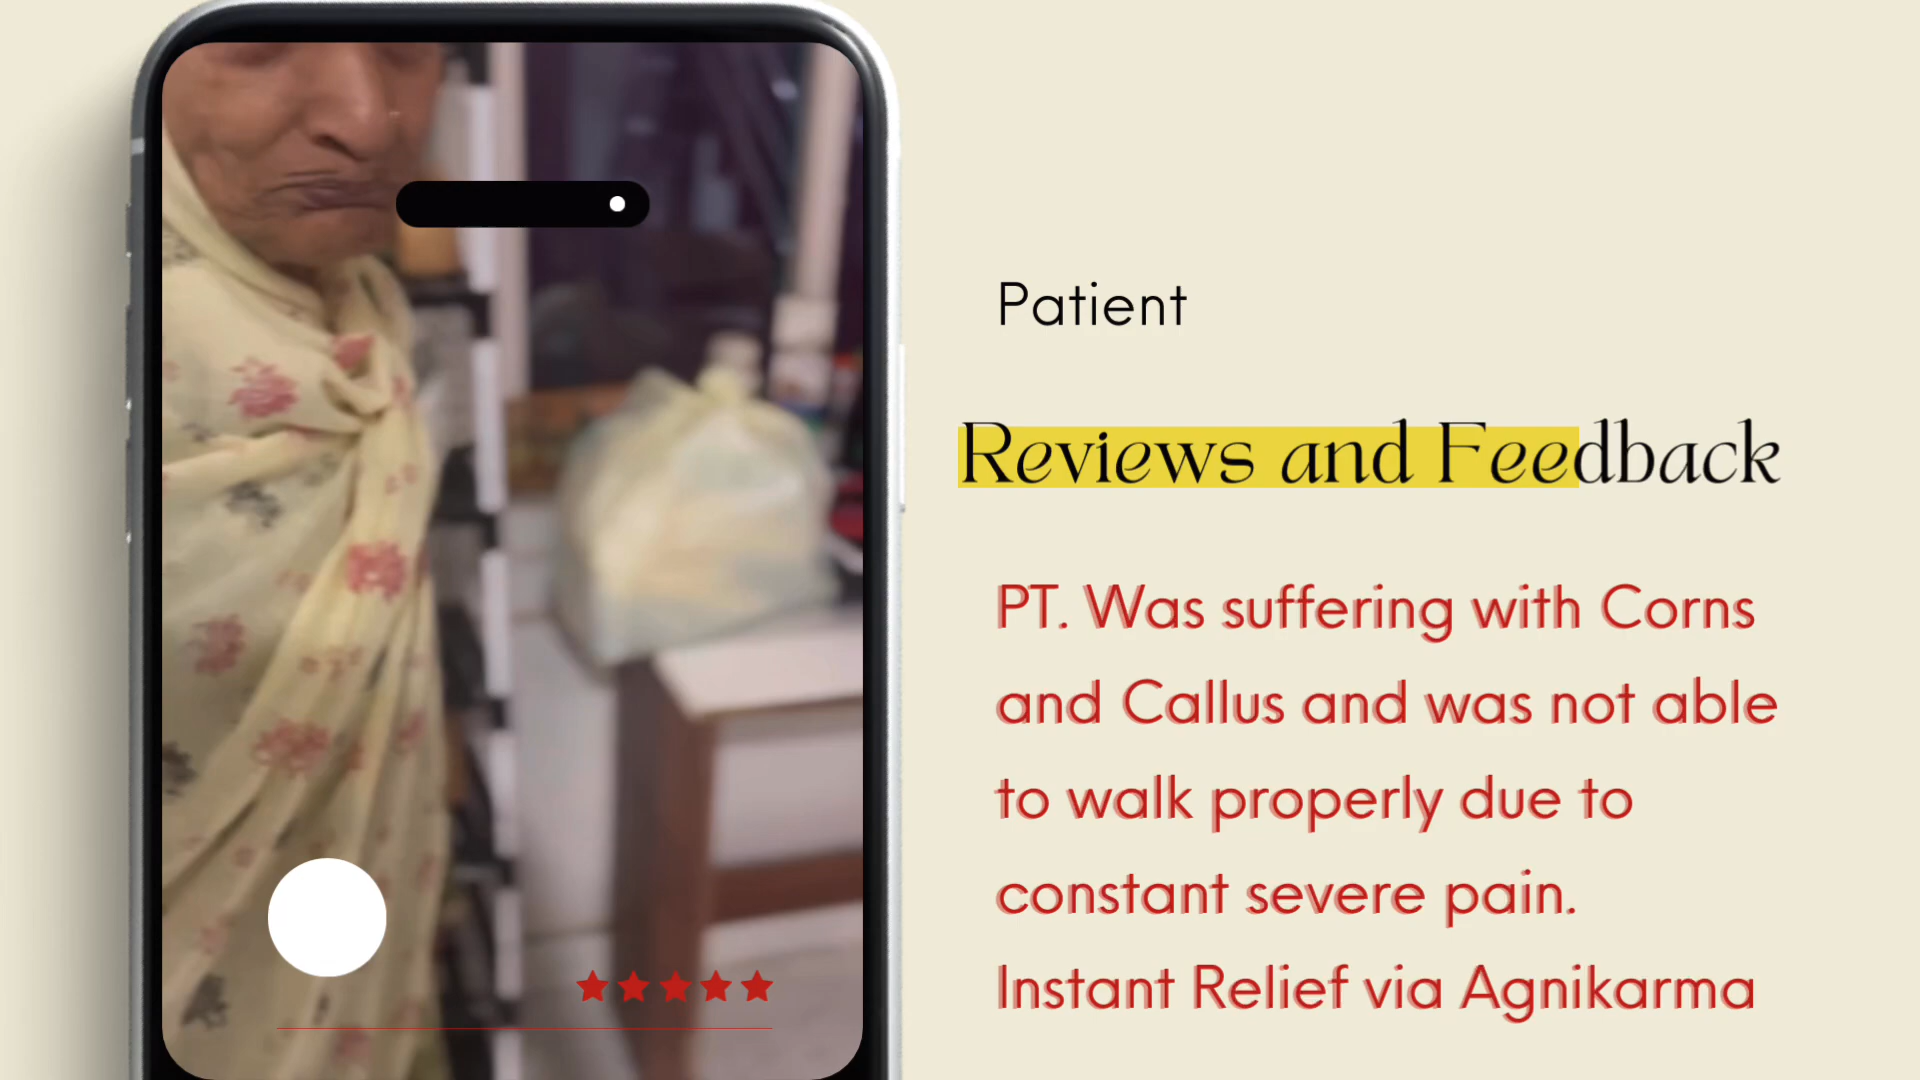 Patient
Reviews and Feedback
PT. Was suffering with Corns
and Callus and was not able
to walk properly due to
constant severe pain.
Instant Relief via Agnikarma